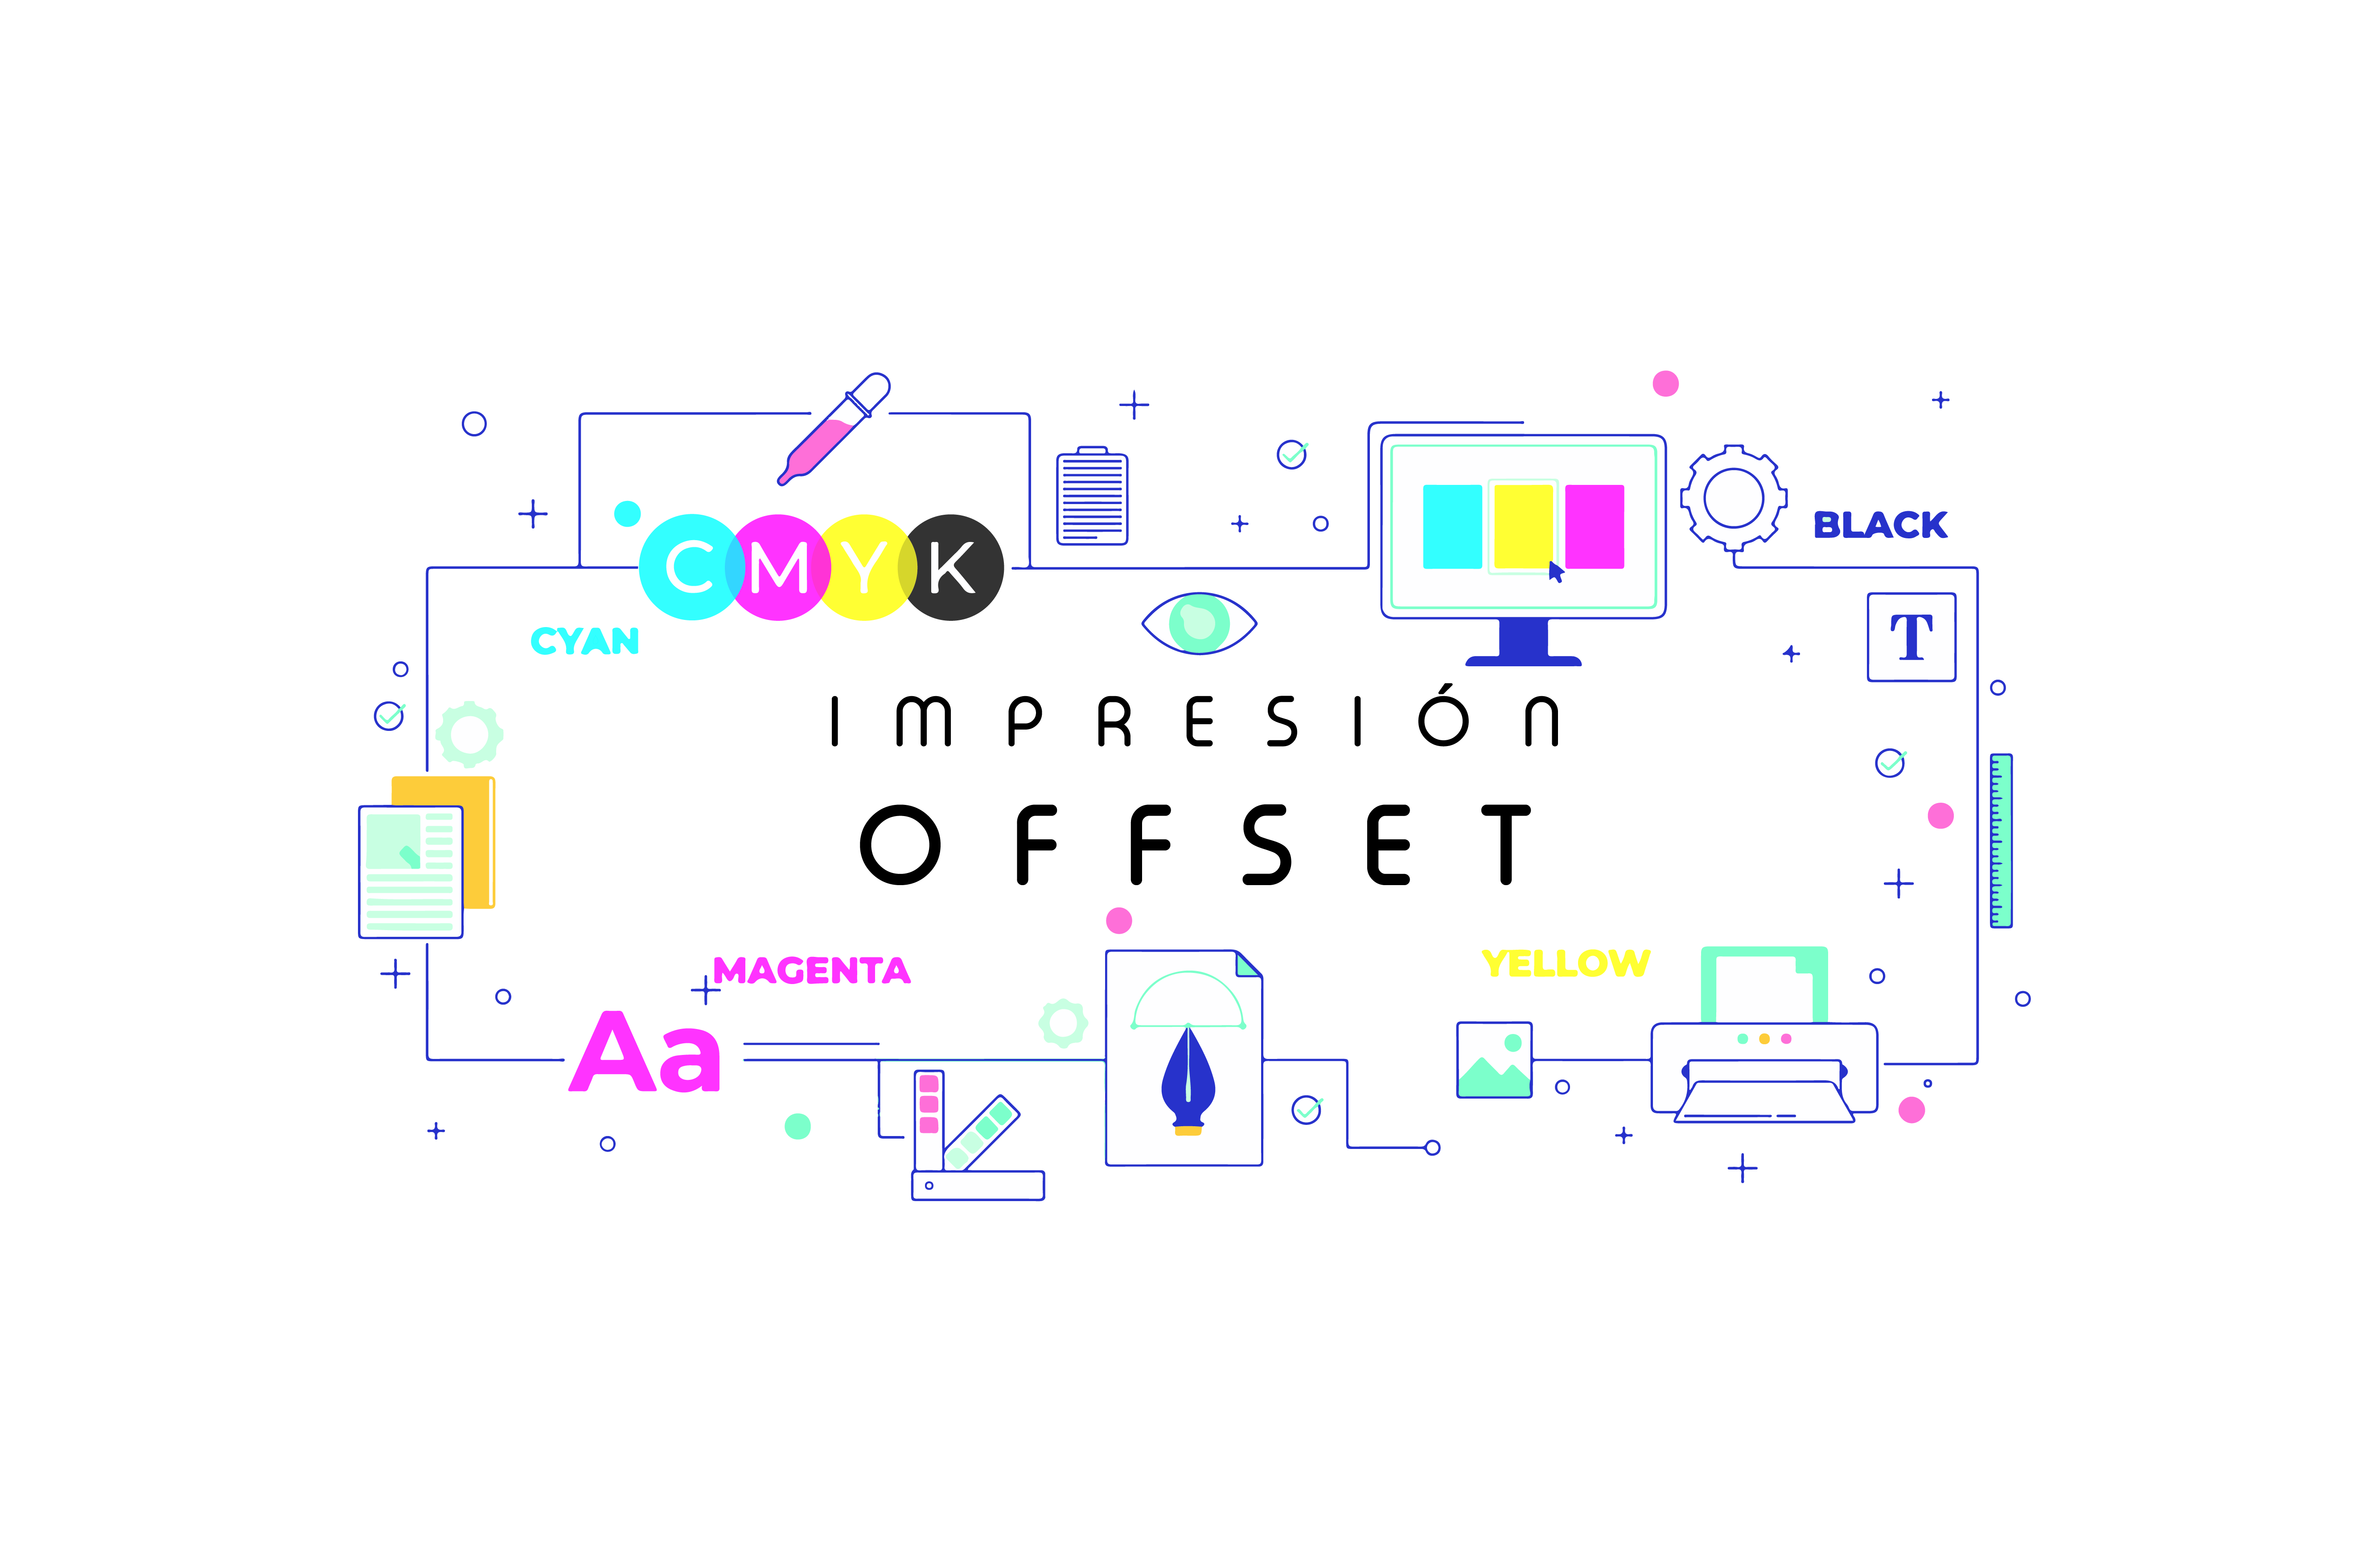 CMYK
BLACK
CYAN
T
IMPRESIÓN
OFFSET
MAGENTA
YELLOW
Aa